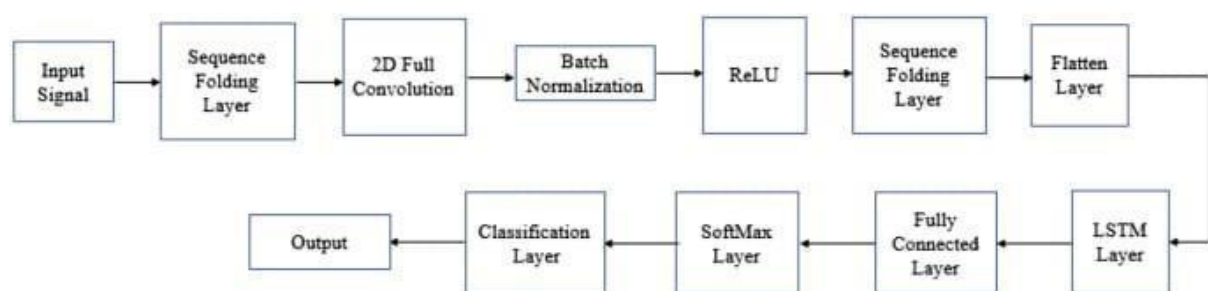 Input
Signal
Sequence
Folding
Layer
2D Full
Convolution
Batch
Normalization
ReLU
Sequence
Folding
Layer
Flatten
Layer
Output
Classification
Layer
SoftMax
Layer
Fully
Connected
Layer
LSTM
Layer